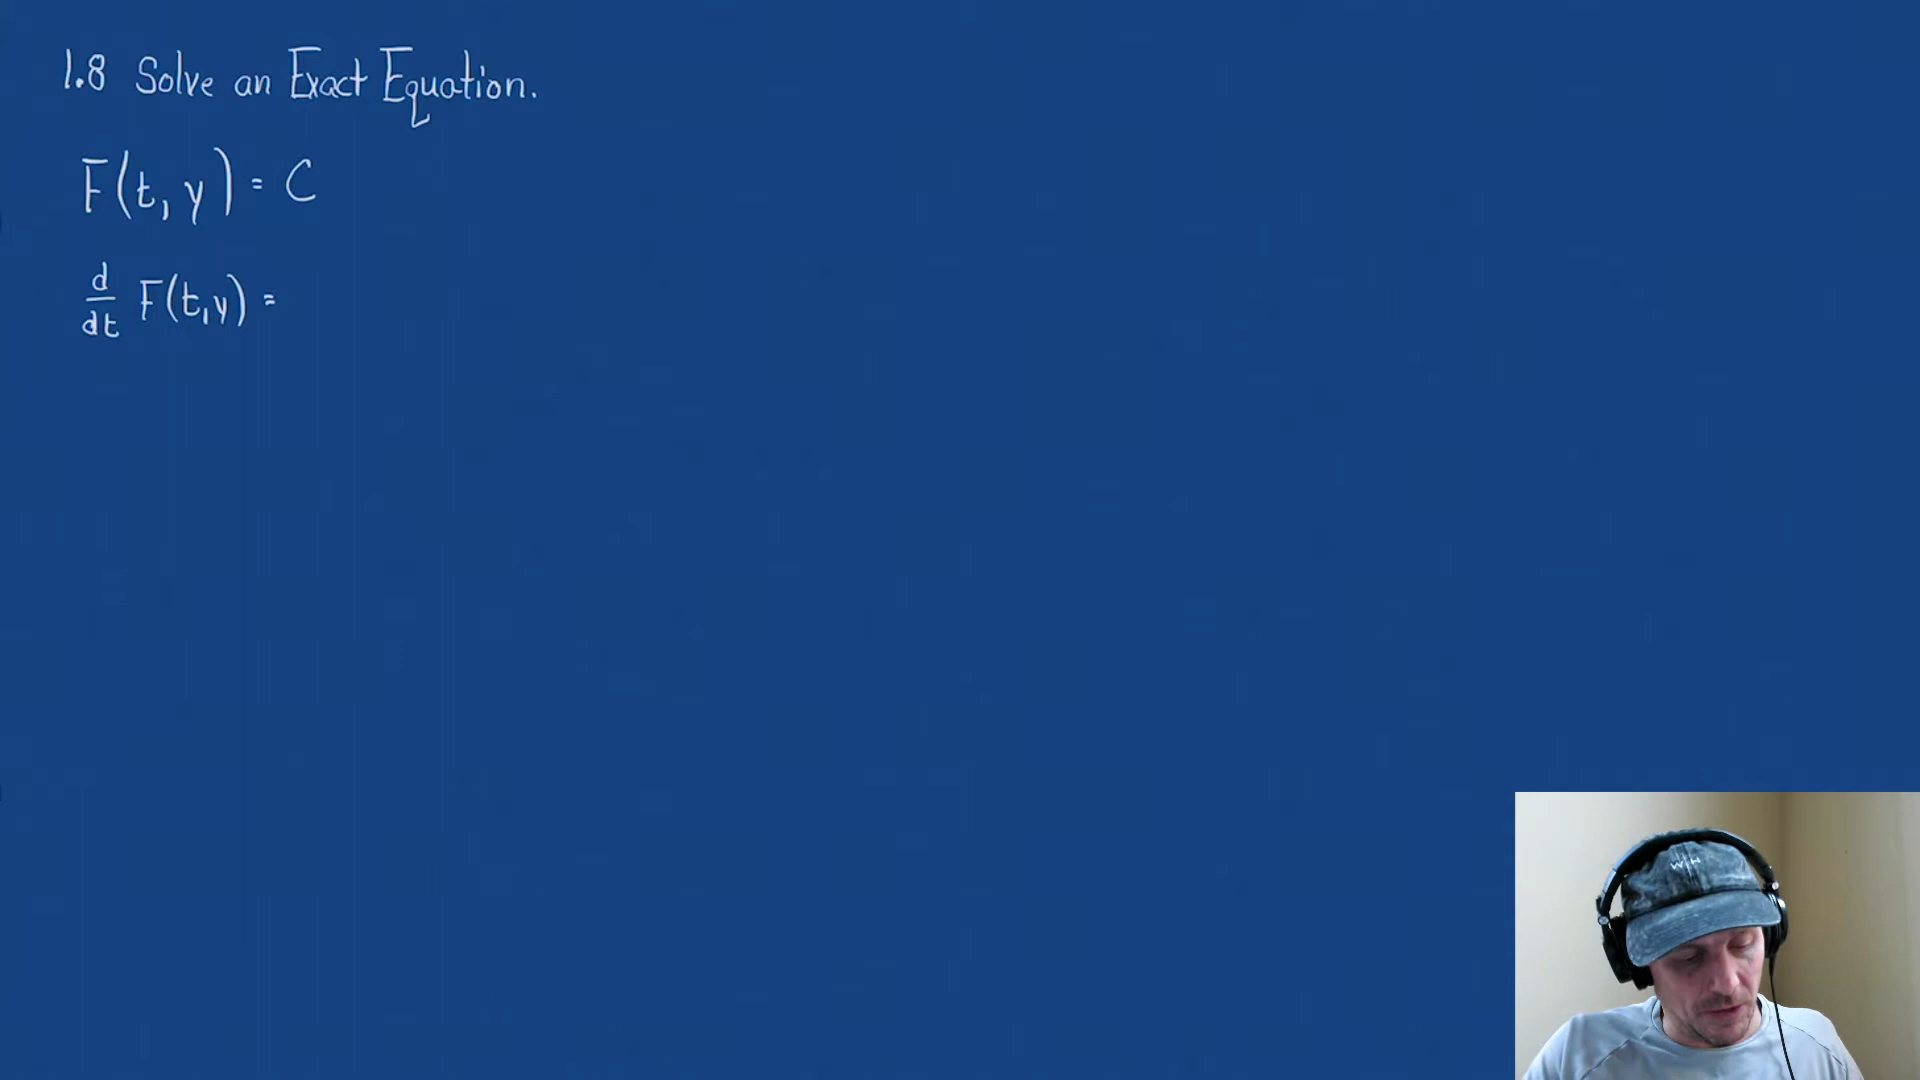 1.8 Solve an Exact Equation.
F(t, y) = C
d/dt F(t,y) =
W H